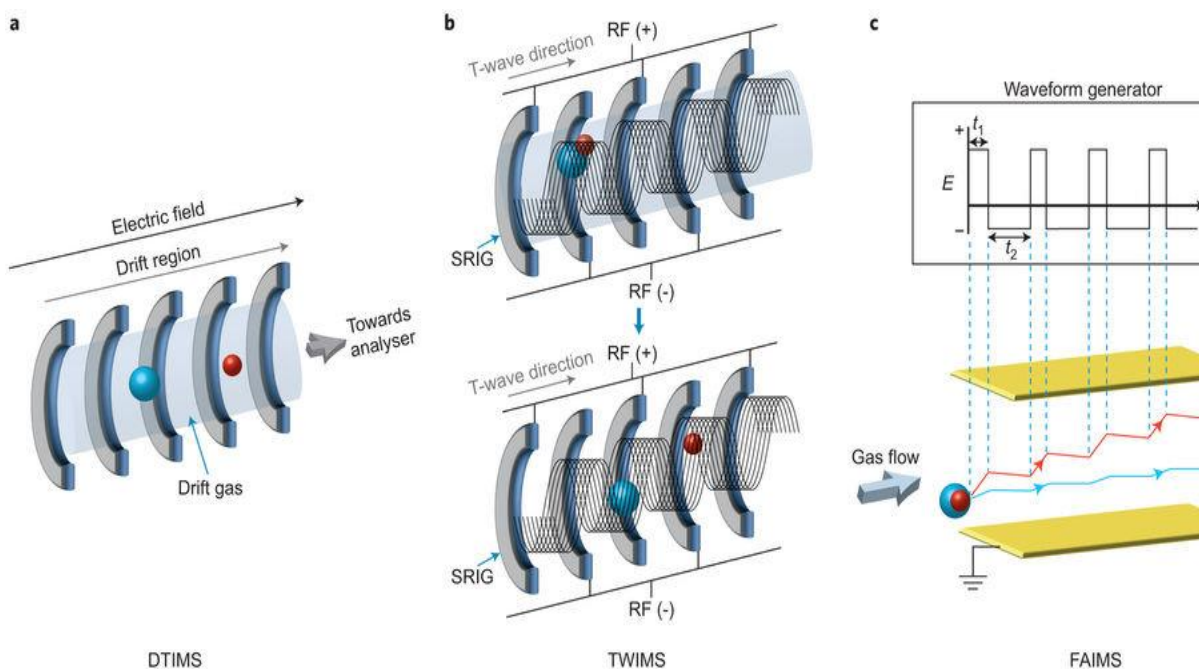 a
Electric field
Drift region
Towards
analyser
Drift gas
DTIMS
b
RF (+)
T-wave direction
SRIG
RF (-)
RF (+)
T-wave direction
SRIG
RF (-)
TWIMS
c
Waveform generator
+
t1
E
–
t2
Gas flow
FAIMS